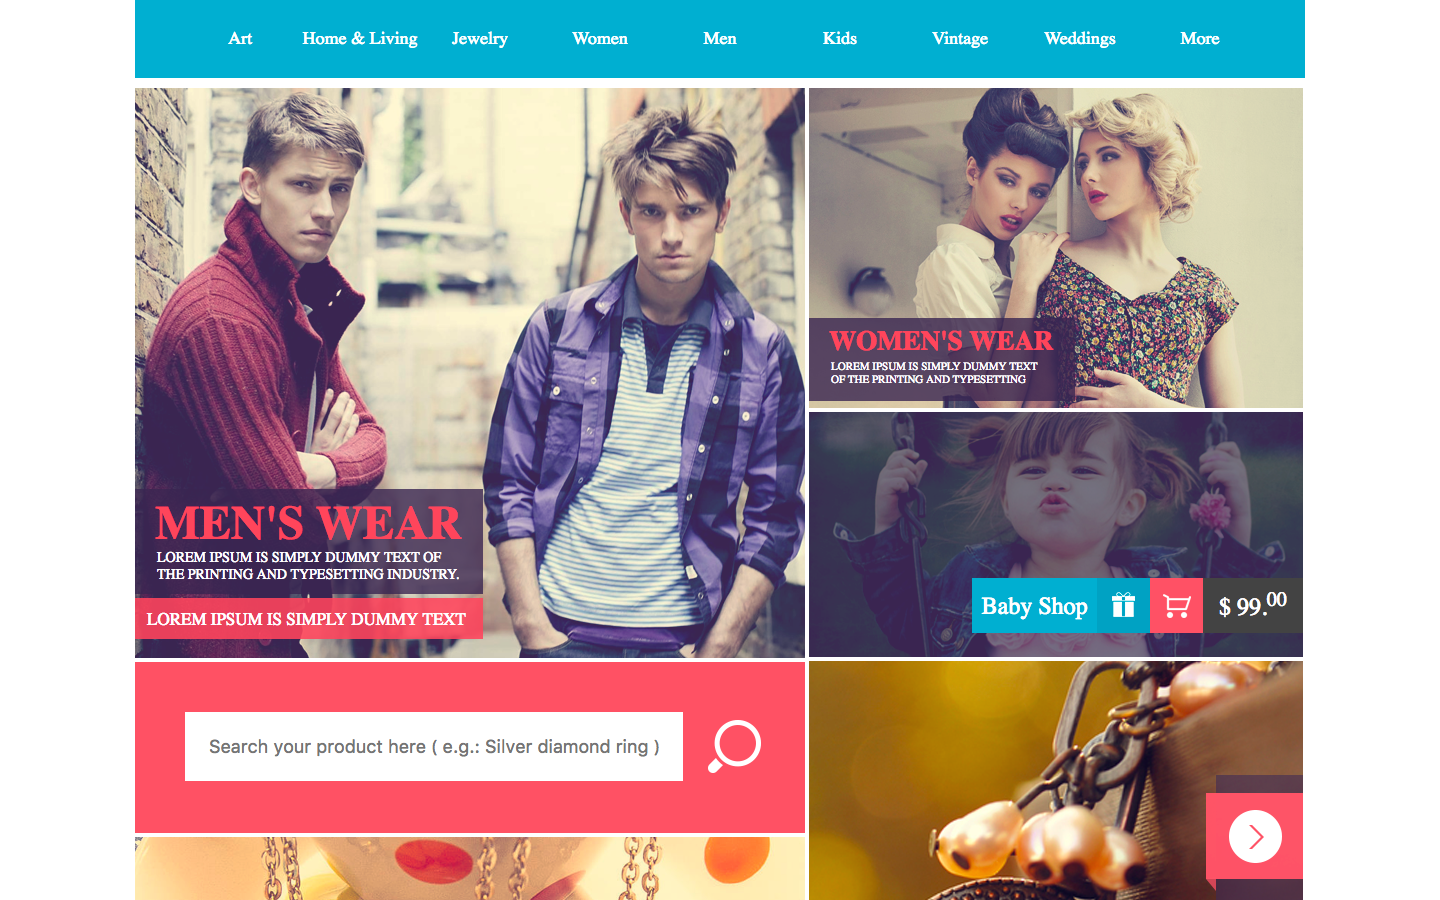 Art
Home & Living
Jewelry
Women
Men
Kids
Vintage
Weddings
More
MEN'S WEAR
LOREM IPSUM IS SIMPLY DUMMY TEXT OF
THE PRINTING AND TYPESETTING INDUSTRY.
LOREM IPSUM IS SIMPLY DUMMY TEXT
WOMEN'S WEAR
LOREM IPSUM IS SIMPLY DUMMY TEXT
OF THE PRINTING AND TYPESETTING
Baby Shop
$ 99.00
Search your product here ( e.g.: Silver diamond ring )